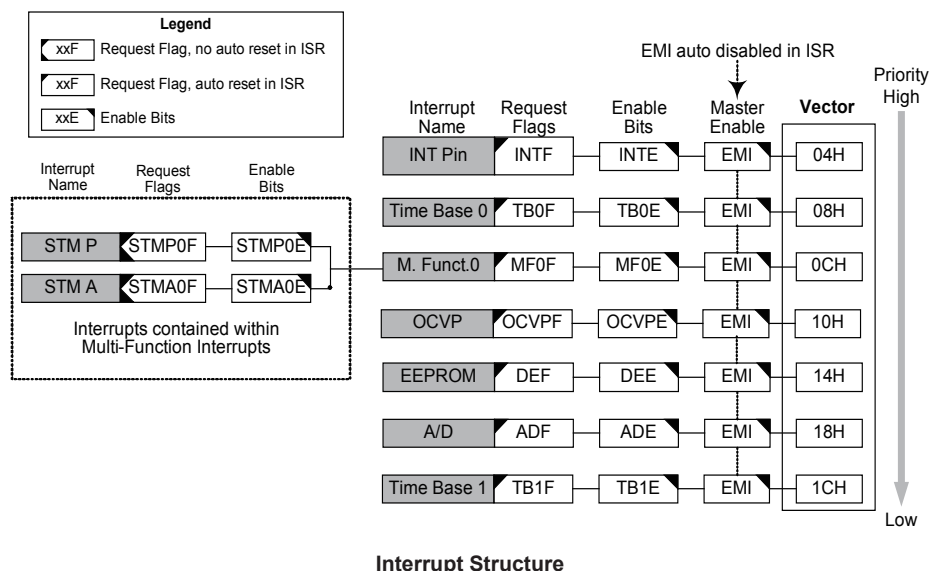 Legend
xxF Request Flag, no auto reset in ISR
xxF Request Flag, auto reset in ISR
xxE Enable Bits
EMI auto disabled in ISR
Priority
High
Interrupt Name Request Flags Enable Bits Master Enable Vector
INT Pin INTF INTE EMI 04H
Time Base 0 TB0F TB0E EMI 08H
M. Funct.0 MF0F MF0E EMI 0CH
OCVP OCVPF OCVPE EMI 10H
EEPROM DEF DEE EMI 14H
A/D ADF ADE EMI 18H
Time Base 1 TB1F TB1E EMI 1CH
Low
Interrupt Name Request Flags Enable Bits
STM P STMP0F STMP0E
STM A STMA0F STMA0E
Interrupts contained within
Multi-Function Interrupts
Interrupt Structure